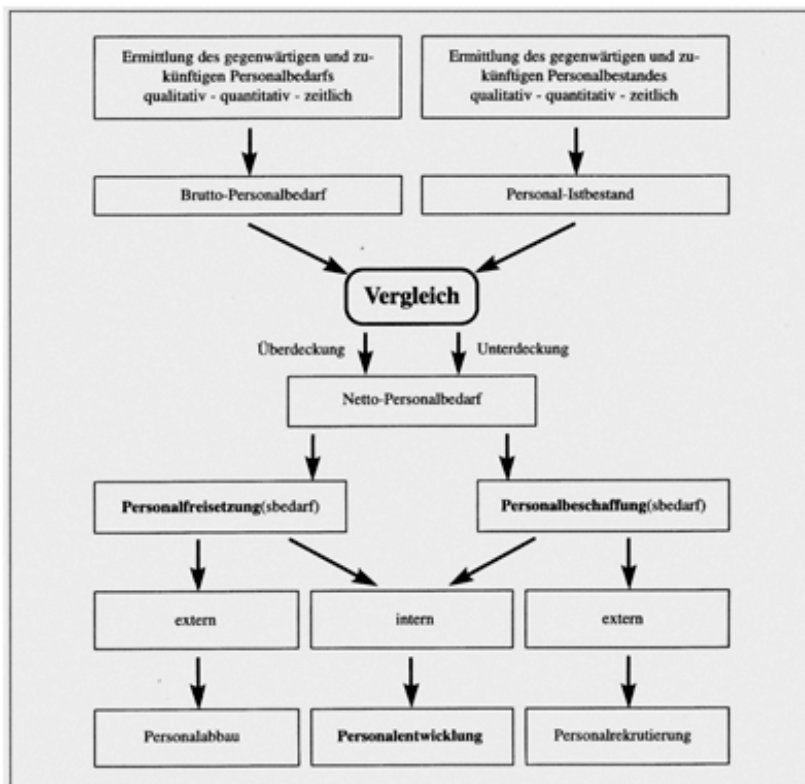 Ermittlung des gegenwärtigen und zu-
künftigen Personalbedarfs
qualitativ - quantitativ - zeitlich
Ermittlung des gegenwärtigen und zu-
künftigen Personalbestandes
qualitativ - quantitativ - zeitlich
Brutto-Personalbedarf
Personal-Istbestand
Vergleich
Überdeckung
Unterdeckung
Netto-Personalbedarf
Personalfreisetzung(sbedarf)
Personalbeschaffung(sbedarf)
extern
intern
extern
Personalabbau
Personalentwicklung
Personalrekrutierung